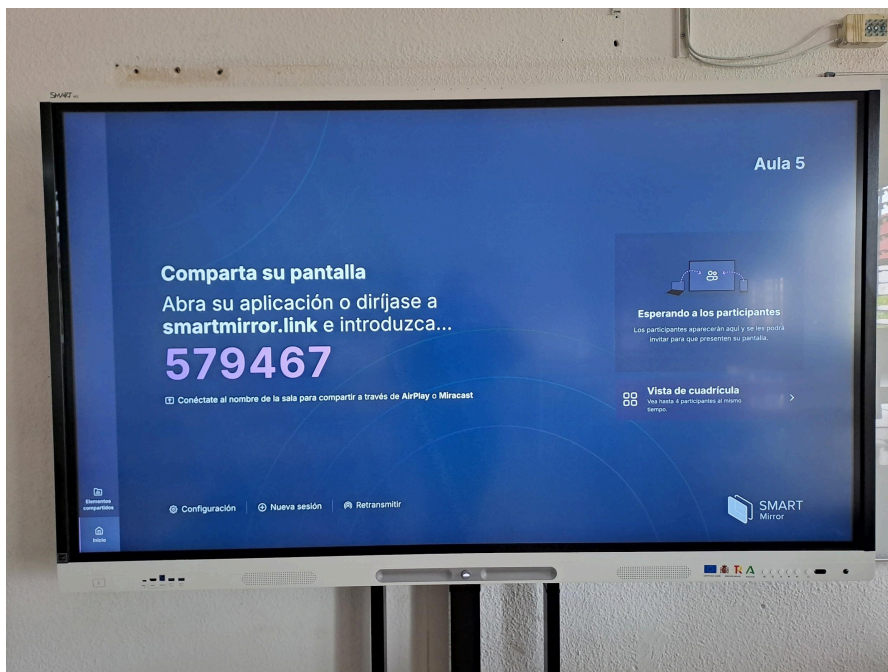 SMART
Aula 5
Comparta su pantalla
Abra su aplicación o diríjase a
smartmirror.link e introduzca...
579467
Conéctate al nombre de la sala para compartir a través de AirPlay o Miracast
Esperando a los participantes
Los participantes aparecerán aquí y se les podrá
invitar para que presenten su pantalla.
Vista de cuadrícula
Vea hasta 4 participantes al mismo
tiempo.
Elementos
compartidos
Inicio
Configuración
Nueva sesión
Retransmitir
SMART
Mirror